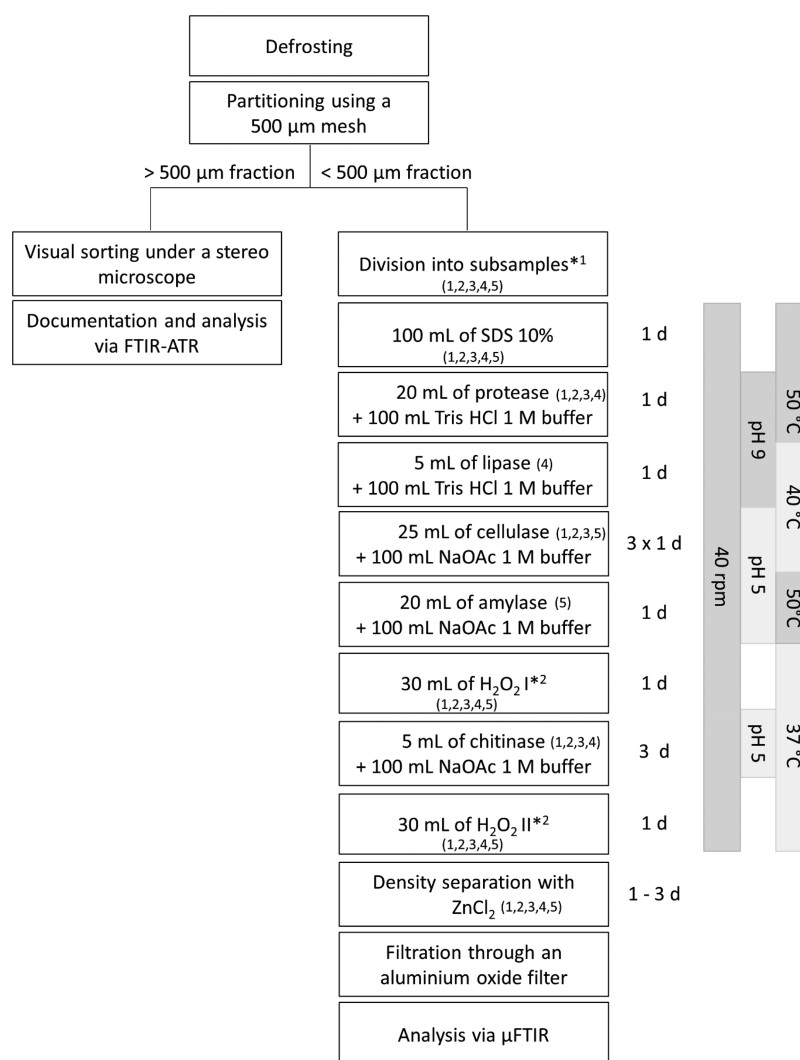 Defrosting
Partitioning using a
500 µm mesh
> 500 µm fraction
< 500 µm fraction
Visual sorting under a stereo
microscope
Documentation and analysis
via FTIR-ATR
Division into subsamples*1
(1,2,3,4,5)
100 mL of SDS 10%
(1,2,3,4,5)
1 d
20 mL of protease (1,2,3,4)
+ 100 mL Tris HCl 1 M buffer
1 d
5 mL of lipase (4)
+ 100 mL Tris HCl 1 M buffer
1 d
25 mL of cellulase (1,2,3,5)
+ 100 mL NaOAc 1 M buffer
3 x 1 d
20 mL of amylase (5)
+ 100 mL NaOAc 1 M buffer
1 d
30 mL of H2O2 I*2
(1,2,3,4,5)
1 d
5 mL of chitinase (1,2,3,4)
+ 100 mL NaOAc 1 M buffer
3 d
30 mL of H2O2 II*2
(1,2,3,4,5)
1 d
Density separation with
ZnCl2 (1,2,3,4,5)
1 - 3 d
Filtration through an
aluminium oxide filter
Analysis via µFTIR
40 rpm
pH 9
pH 5
pH 5
50 °C
40 °C
50°C
37 °C